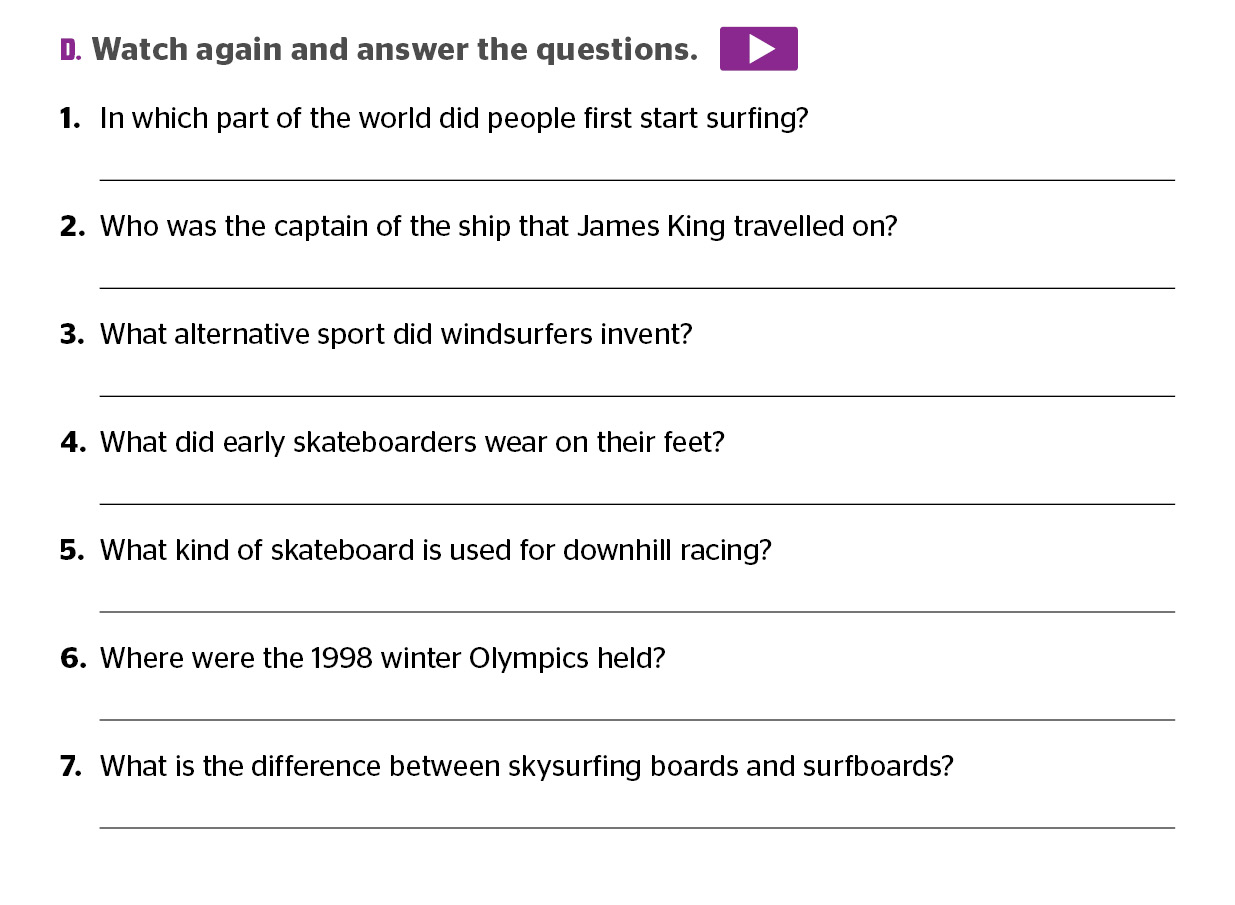 D. Watch again and answer the questions.
1. In which part of the world did people first start surfing?
2. Who was the captain of the ship that James King travelled on?
3. What alternative sport did windsurfers invent?
4. What did early skateboarders wear on their feet?
5. What kind of skateboard is used for downhill racing?
6. Where were the 1998 winter Olympics held?
7. What is the difference between skysurfing boards and surfboards?